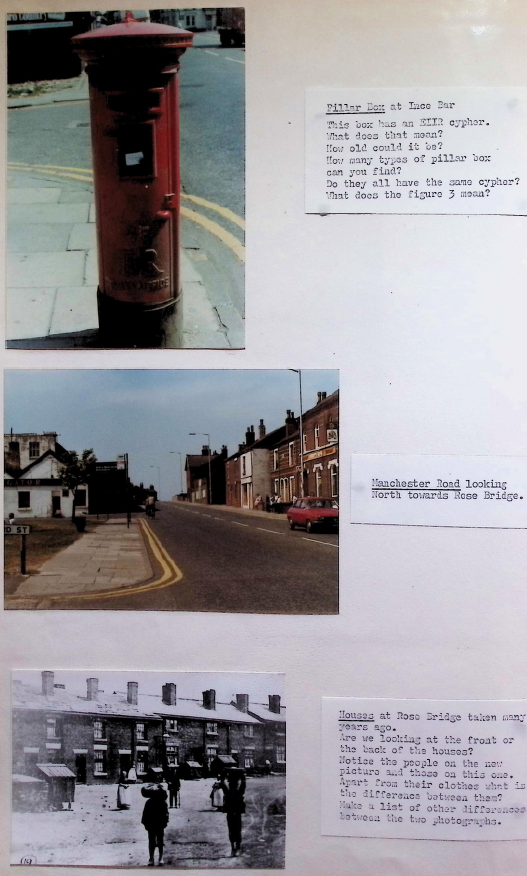 Pillar Box at Ince Bar
This box has an EIIR cypher.
What does that mean?
How old could it be?
How many types of pillar box
can you find?
Do they all have the same cypher?
What does the figure 3 mean?
Manchester Road looking
North towards Rose Bridge.
D ST
Houses at Rose Bridge taken many
years ago.
Are we looking at the front or
the back of the houses?
Notice the people on the new
picture and those on this one.
Apart from their clothes what is
the difference between them?
Make a list of other differences
between the two photographs.